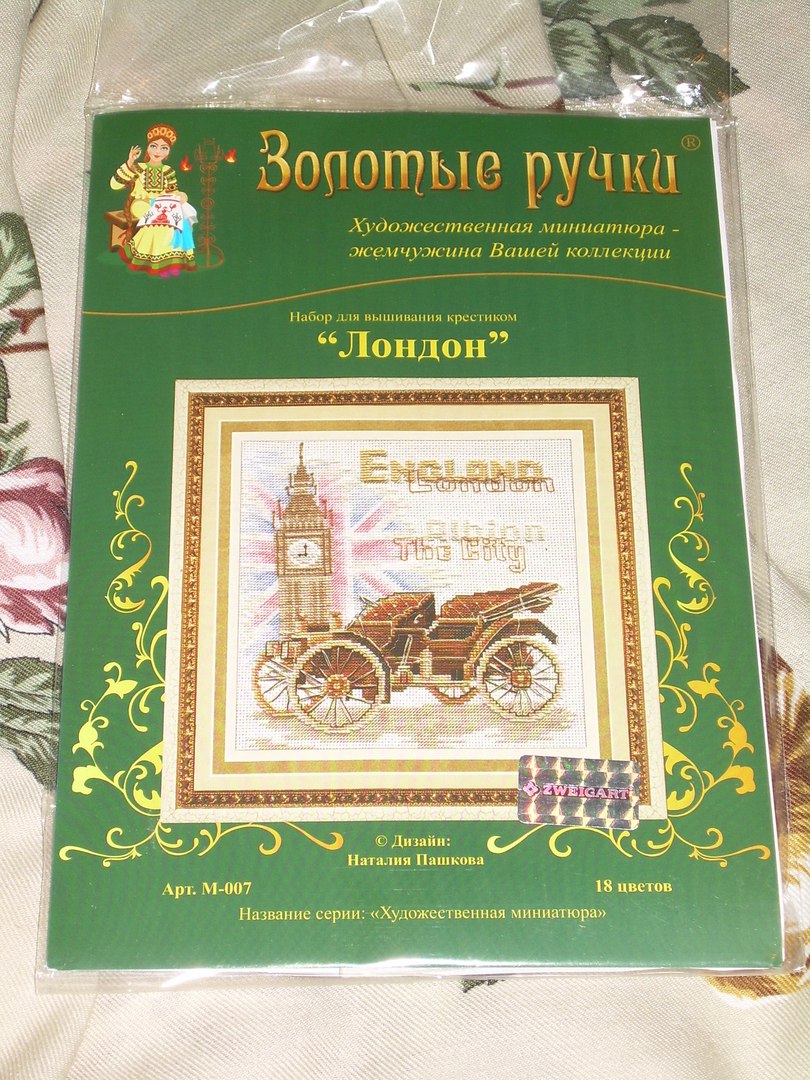 Золотые ручки®
Художественная миниатюра -
жемчужина Вашей коллекции
Набор для вышивания крестиком
“Лондон”
ENGLAND
London
Albion
The City
ZWEIGART
© Дизайн:
Наталия Пашкова
Арт. М-007
18 цветов
Название серии: «Художественная миниатюра»